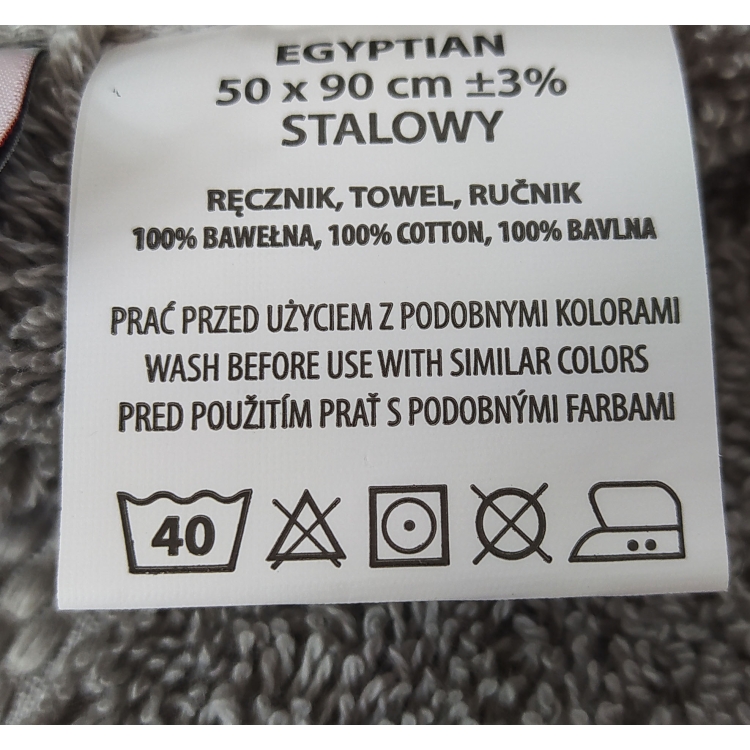 EGYPTIAN
50 x 90 cm ±3%
STALOWY
RĘCZNIK, TOWEL, RUČNIK
100% BAWEŁNA, 100% COTTON, 100% BAVLNA
PRAĆ PRZED UŻYCIEM Z PODOBNYMI KOLORAMI
WASH BEFORE USE WITH SIMILAR COLORS
PRED POUŽITÍM PRAŤ S PODOBNÝMI FARBAMI
40